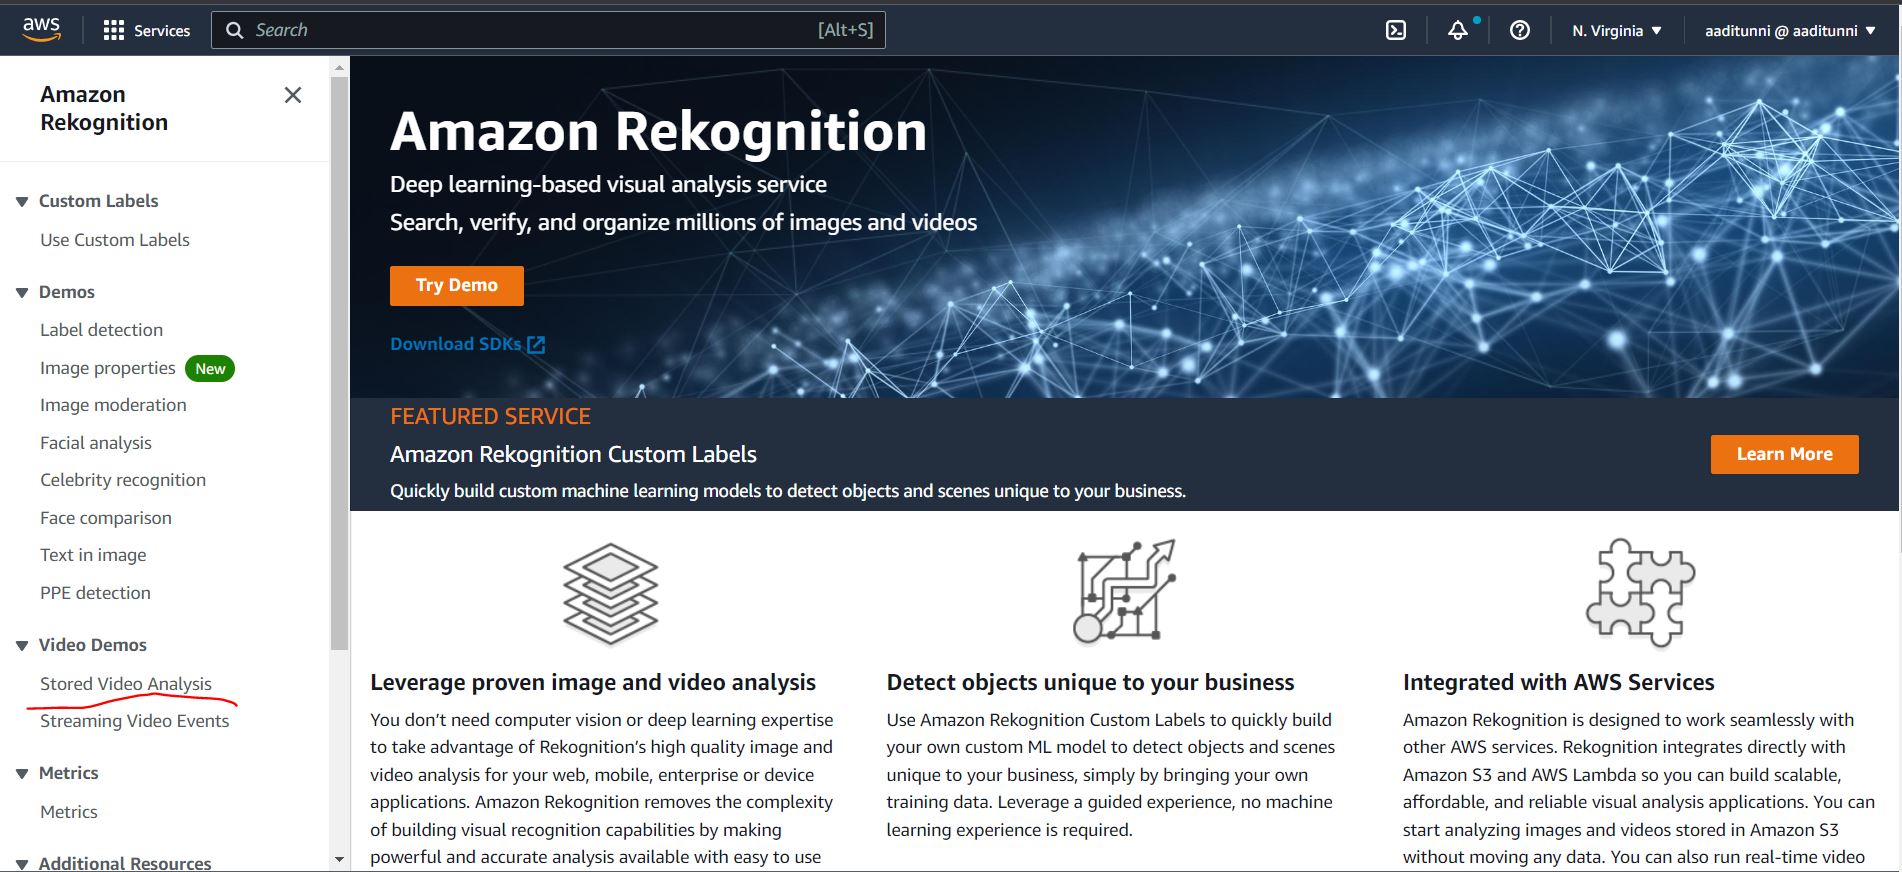 aws
Services
Search
[Alt+S]
N. Virginia
aaditunni @ aaditunni
Amazon
Rekognition
Custom Labels
Use Custom Labels
Demos
Label detection
Image properties New
Image moderation
Facial analysis
Celebrity recognition
Face comparison
Text in image
PPE detection
Video Demos
Stored Video Analysis
Streaming Video Events
Metrics
Metrics
Additional Resources
Amazon Rekognition
Deep learning-based visual analysis service
Search, verify, and organize millions of images and videos
Try Demo
Download SDKs
FEATURED SERVICE
Amazon Rekognition Custom Labels
Quickly build custom machine learning models to detect objects and scenes unique to your business.
Learn More
Leverage proven image and video analysis
You don’t need computer vision or deep learning expertise
to take advantage of Rekognition’s high quality image and
video analysis for your web, mobile, enterprise or device
applications. Amazon Rekognition removes the complexity
of building visual recognition capabilities by making
powerful and accurate analysis available with easy to use
Detect objects unique to your business
Use Amazon Rekognition Custom Labels to quickly build
your own custom ML model to detect objects and scenes
unique to your business, simply by bringing your own
training data. Leverage a guided experience, no machine
learning experience is required.
Integrated with AWS Services
Amazon Rekognition is designed to work seamlessly with
other AWS services. Rekognition integrates directly with
Amazon S3 and AWS Lambda so you can build scalable,
affordable, and reliable visual analysis applications. You can
start analyzing images and videos stored in Amazon S3
without moving any data. You can also run real-time video